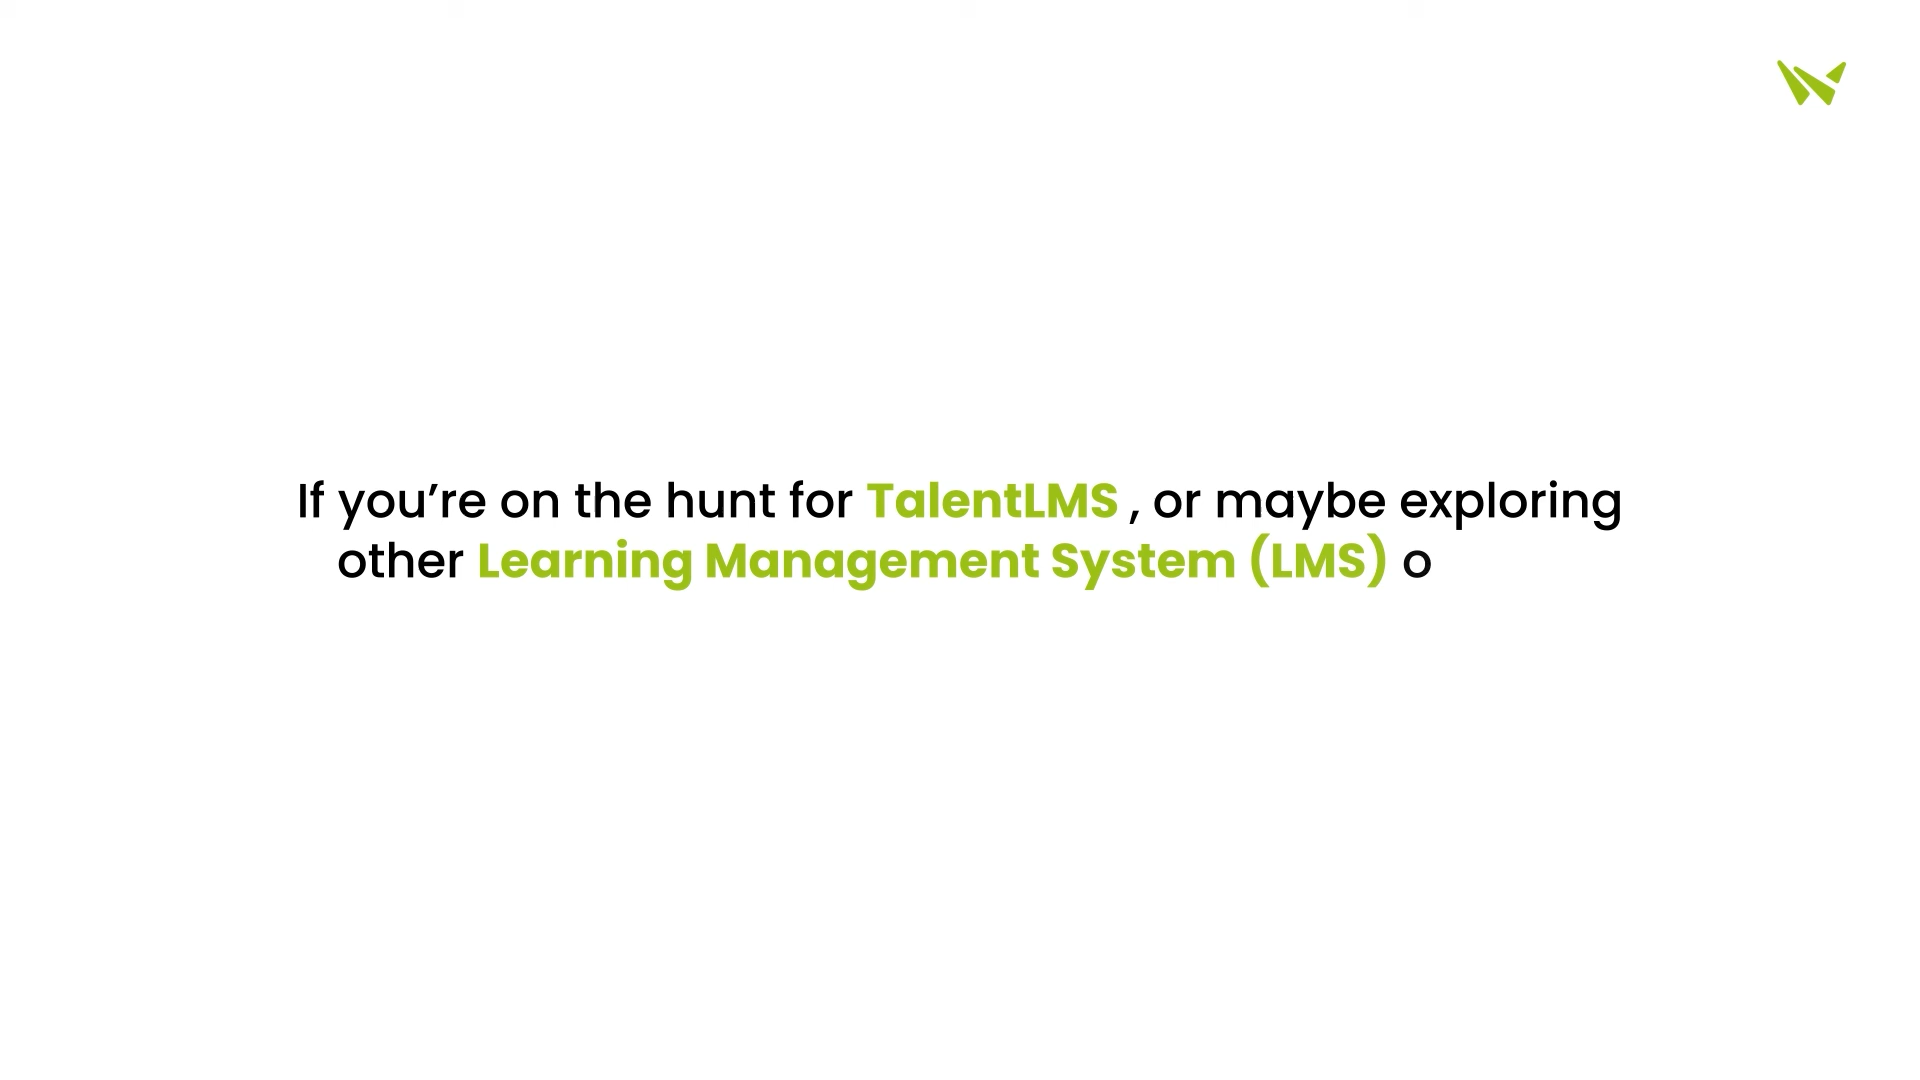 If you’re on the hunt for TalentLMS , or maybe exploring
other Learning Management System (LMS) o